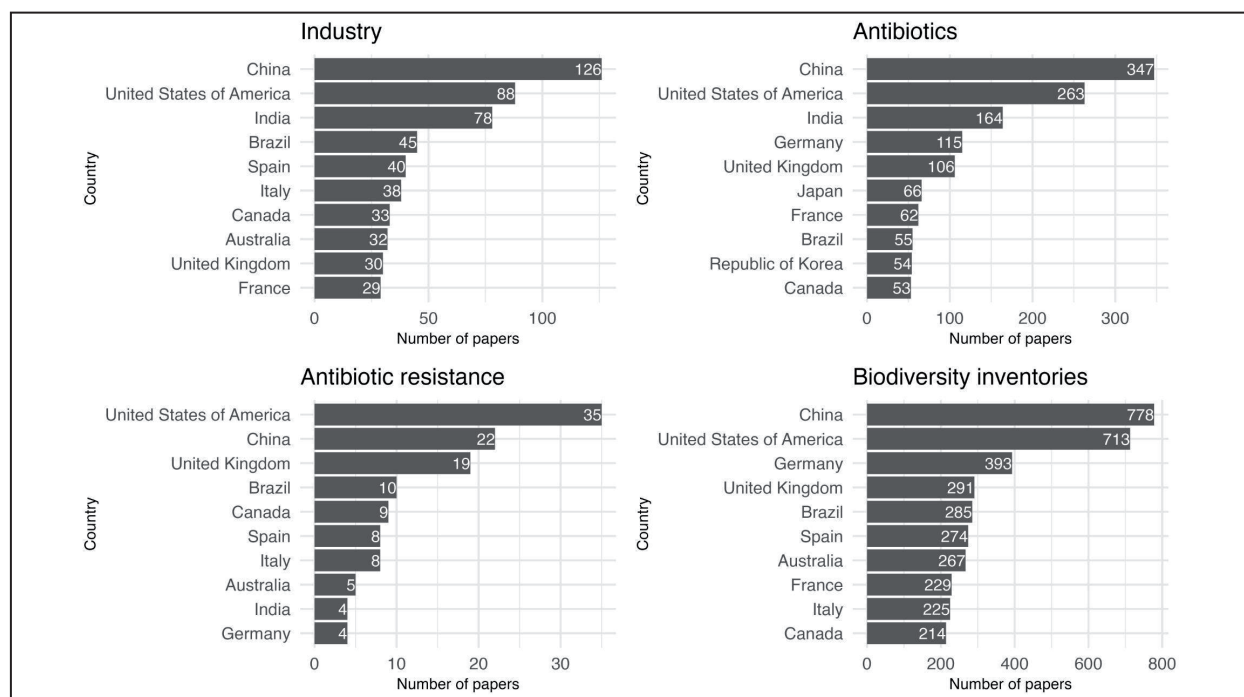 Industry
Country
China 126
United States of America 88
India 78
Brazil 45
Spain 40
Italy 38
Canada 33
Australia 32
United Kingdom 30
France 29
0 50 100
Number of papers
Antibiotics
Country
China 347
United States of America 263
India 164
Germany 115
United Kingdom 106
Japan 66
France 62
Brazil 55
Republic of Korea 54
Canada 53
0 100 200 300
Number of papers
Antibiotic resistance
Country
United States of America 35
China 22
United Kingdom 19
Brazil 10
Canada 9
Spain 8
Italy 8
Australia 5
India 4
Germany 4
0 10 20 30
Number of papers
Biodiversity inventories
Country
China 778
United States of America 713
Germany 393
United Kingdom 291
Brazil 285
Spain 274
Australia 267
France 229
Italy 225
Canada 214
0 200 400 600 800
Number of papers